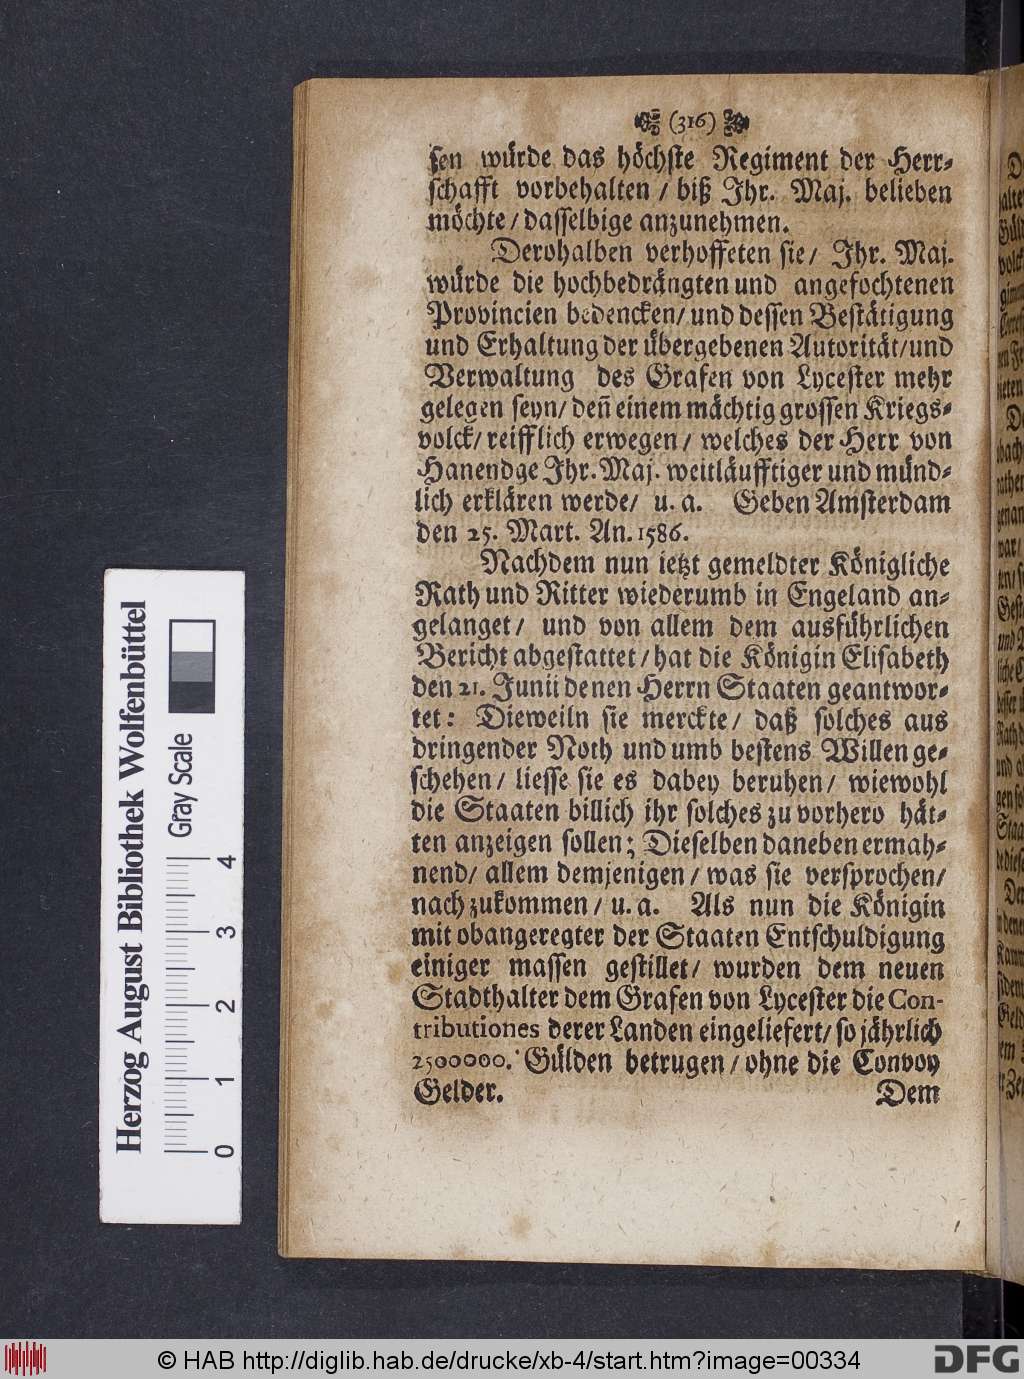 (316)
sen würde das höchste Regiment der Herr-
schafft vorbehalten / biß Ihr. Maj. belieben
möchte / dasselbige anzunehmen.
Derohalben verhoffeten sie / Ihr. Maj.
würde die hochbedrängten und angefochtenen
Provincien bedencken / und dessen Bestätigung
und Erhaltung der übergebenen Autorität / und
Verwaltung des Grafen von Lycester mehr
gelegen seyn / deñ einem mächtig grossen Kriegs-
volck / reifflich erwegen / welches der Herr von
Hanendge Ihr. Maj. weitläufftiger und münd-
lich erklären werde / u. a. Geben Amsterdam
den 25. Mart. An. 1586.
Nachdem nun ietzt gemeldter Königliche
Rath und Ritter wiederumb in Engeland an-
gelanget / und von allem dem ausführlichen
Bericht abgestattet / hat die Königin Elisabeth
den 21. Junii denen Herrn Staaten geantwor-
tet: Dieweiln sie merckte / daß solches aus
dringender Noth und umb bestens Willen ge-
schehen / liesse sie es dabey beruhen / wiewohl
die Staaten billich ihr solches zu vorhero hät-
ten anzeigen sollen; Dieselben daneben ermah-
nend / allem demjenigen / was sie versprochen /
nach zukommen / u. a. Als nun die Königin
mit obangeregter der Staaten Entschuldigung
einiger massen gestillet / wurden dem neuen
Stadthalter dem Grafen von Lycester die Con-
tributiones derer Landen eingeliefert / so jährlich
2500000. Gülden betrugen / ohne die Convoy
Gelder. Dem
Herzog August Bibliothek Wolfenbüttel
Gray Scale
0 1 2 3 4
© HAB http://diglib.hab.de/drucke/xb-4/start.htm?image=00334
DFG